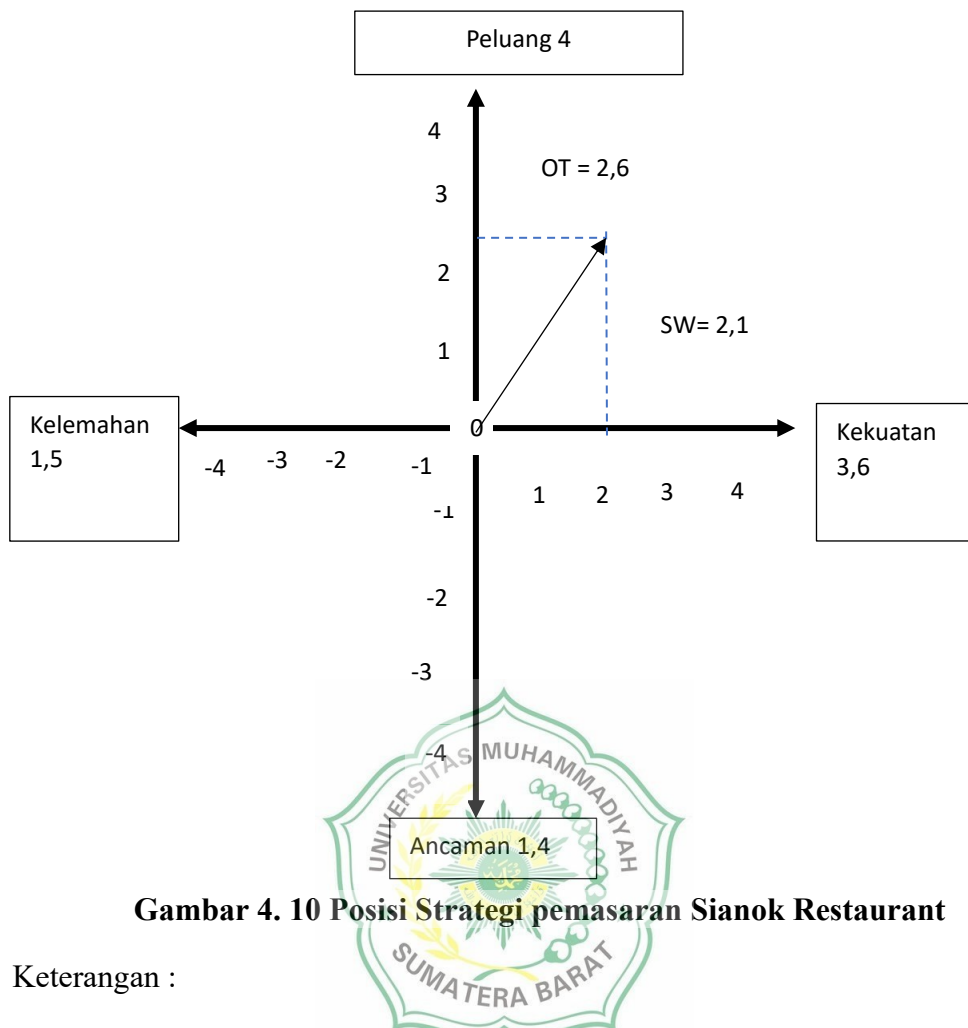 Peluang 4
4
OT = 2,6
3
2
SW= 2,1
1
Kelemahan
1,5
0
Kekuatan
3,6
-4 -3 -2 -1
1 2 3 4
-1
-2
-3
-4
UNIVERSITAS MUHAMMADIYAH
Ancaman 1,4
Gambar 4. 10 Posisi Strategi pemasaran Sianok Restaurant
SUMATERA BARAT
Keterangan :